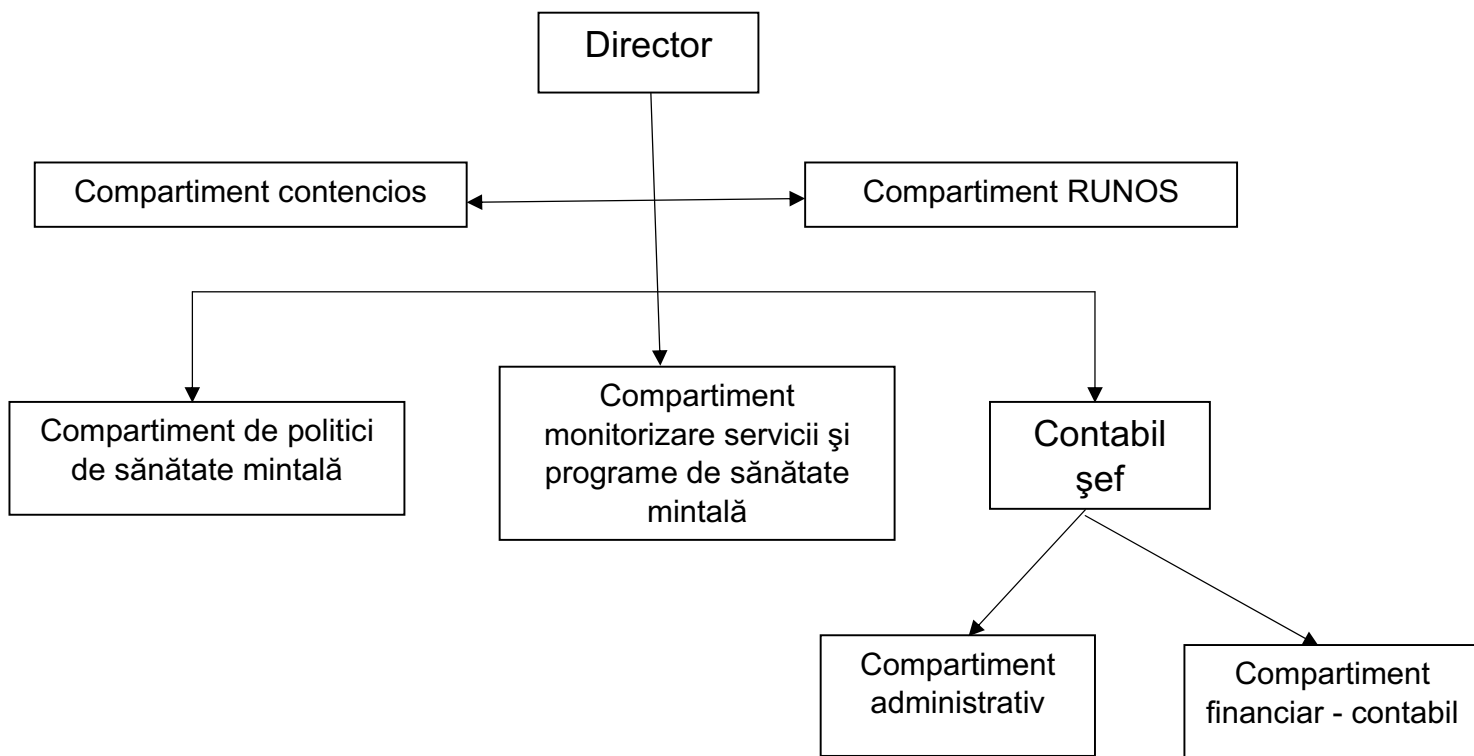 Director
Compartiment contencios
Compartiment RUNOS
Compartiment de politici
de sănătate mintală
Compartiment
monitorizare servicii şi
programe de sănătate
mintală
Contabil
şef
Compartiment
administrativ
Compartiment
financiar - contabil